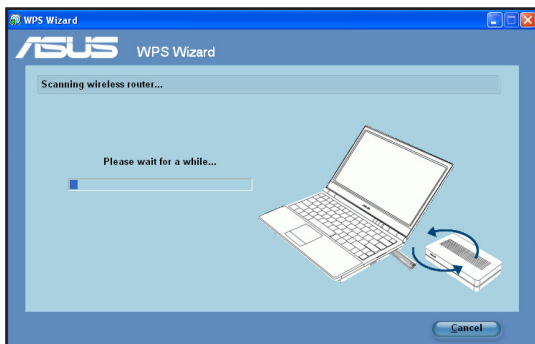 WPS Wizard
ASUS WPS Wizard
Scanning wireless router...
Please wait for a while...
Cancel